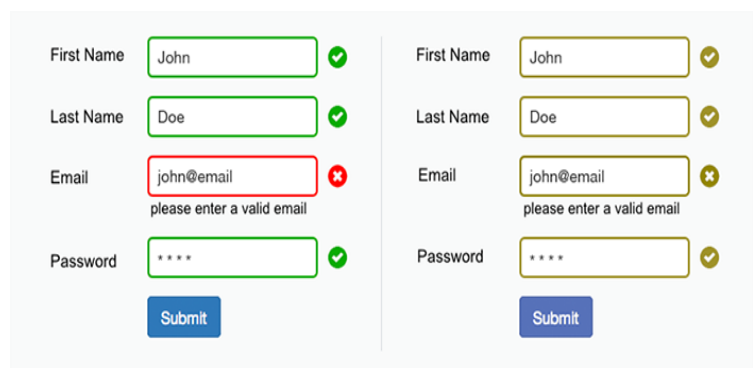 First Name John
Last Name Doe
Email john@email
please enter a valid email
Password * * * *
Submit
First Name John
Last Name Doe
Email john@email
please enter a valid email
Password * * * *
Submit